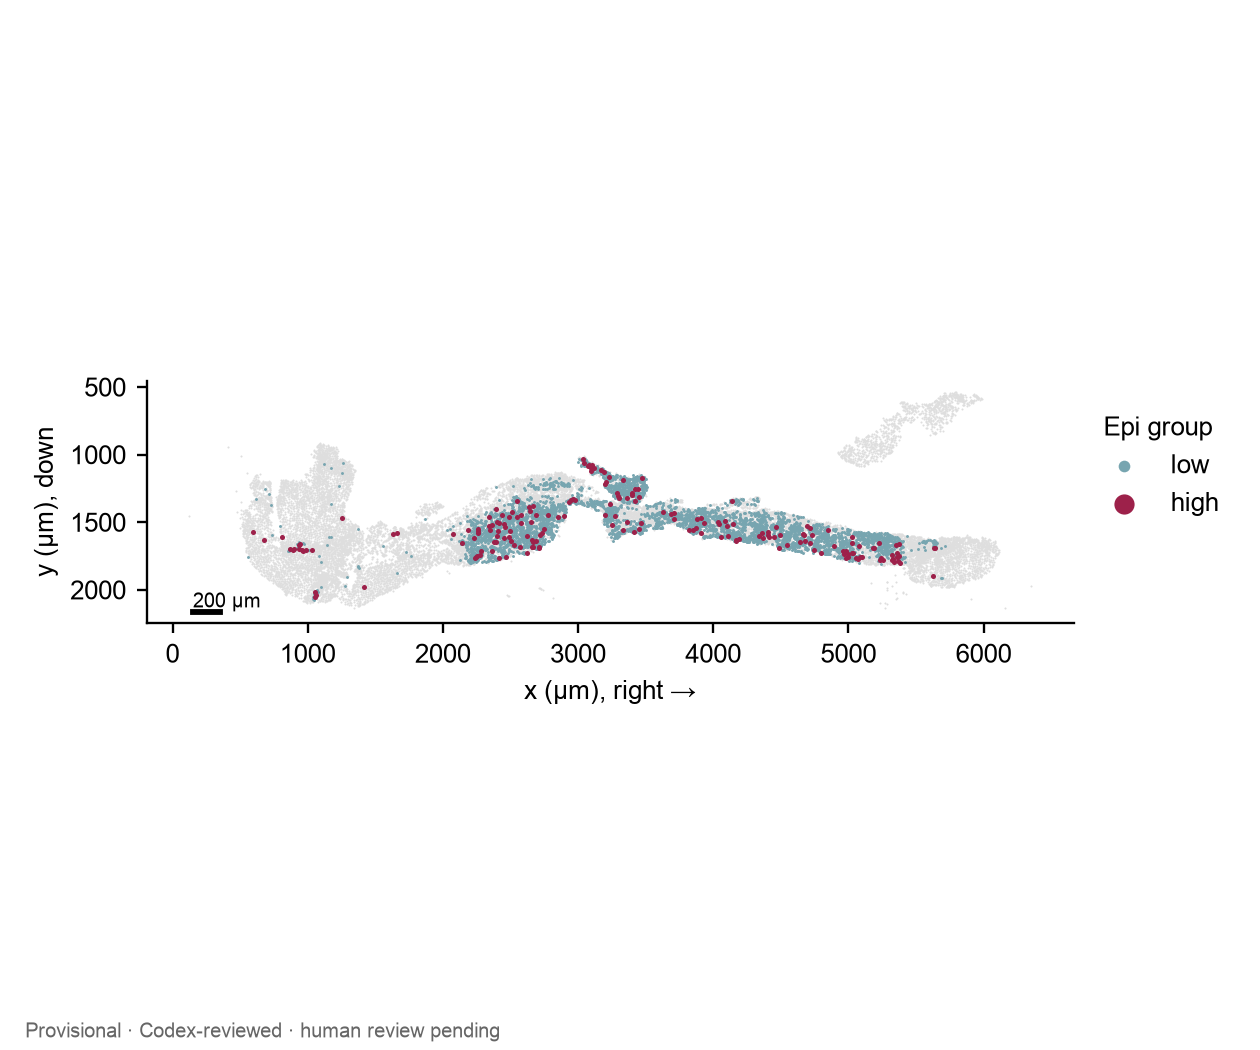 500
1000
1500
2000
y (µm), down
200 µm
0 1000 2000 3000 4000 5000 6000
x (µm), right →
Epi group
low
high
Provisional · Codex-reviewed · human review pending